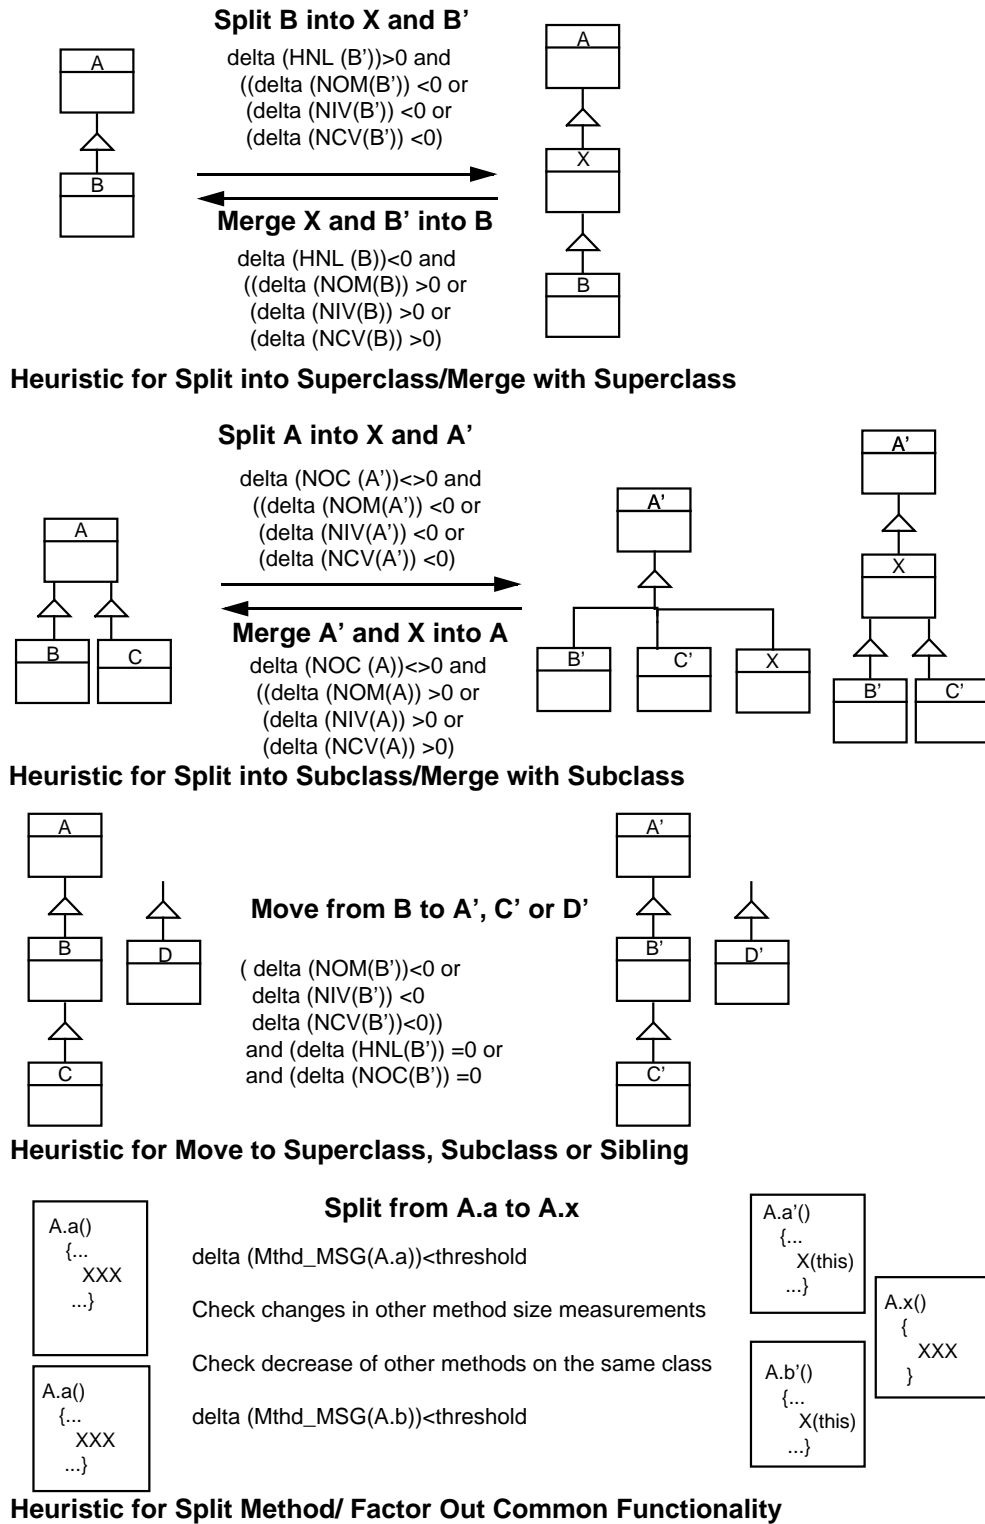 Split B into X and B’
delta (HNL (B’))>0 and
((delta (NOM(B’)) <0 or
(delta (NIV(B’)) <0 or
(delta (NCV(B’)) <0)
A
B
A
X
B
Merge X and B’ into B
delta (HNL (B))<0 and
((delta (NOM(B)) >0 or
(delta (NIV(B)) >0 or
(delta (NCV(B)) >0)
Heuristic for Split into Superclass/Merge with Superclass
Split A into X and A’
delta (NOC (A’))<>0 and
((delta (NOM(A’)) <0 or
(delta (NIV(A’)) <0 or
(delta (NCV(A’)) <0)
A
B
C
Merge A’ and X into A
delta (NOC (A))<>0 and
((delta (NOM(A)) >0 or
(delta (NIV(A)) >0 or
(delta (NCV(A)) >0)
A’
B’
C’
X
A’
X
B’
C’
Heuristic for Split into Subclass/Merge with Subclass
A
B
C
D
Move from B to A’, C’ or D’
( delta (NOM(B’))<0 or
delta (NIV(B’)) <0
delta (NCV(B’))<0))
and (delta (HNL(B’)) =0 or
and (delta (NOC(B’)) =0
A’
B’
C’
D’
Heuristic for Move to Superclass, Subclass or Sibling
A.a()
{...
XXX
...}
A.a()
{...
XXX
...}
Split from A.a to A.x
delta (Mthd_MSG(A.a))<threshold
Check changes in other method size measurements
Check decrease of other methods on the same class
delta (Mthd_MSG(A.b))<threshold
A.a’()
{...
X(this)
...}
A.b’()
{...
X(this)
...}
A.x()
{
XXX
}
Heuristic for Split Method/ Factor Out Common Functionality